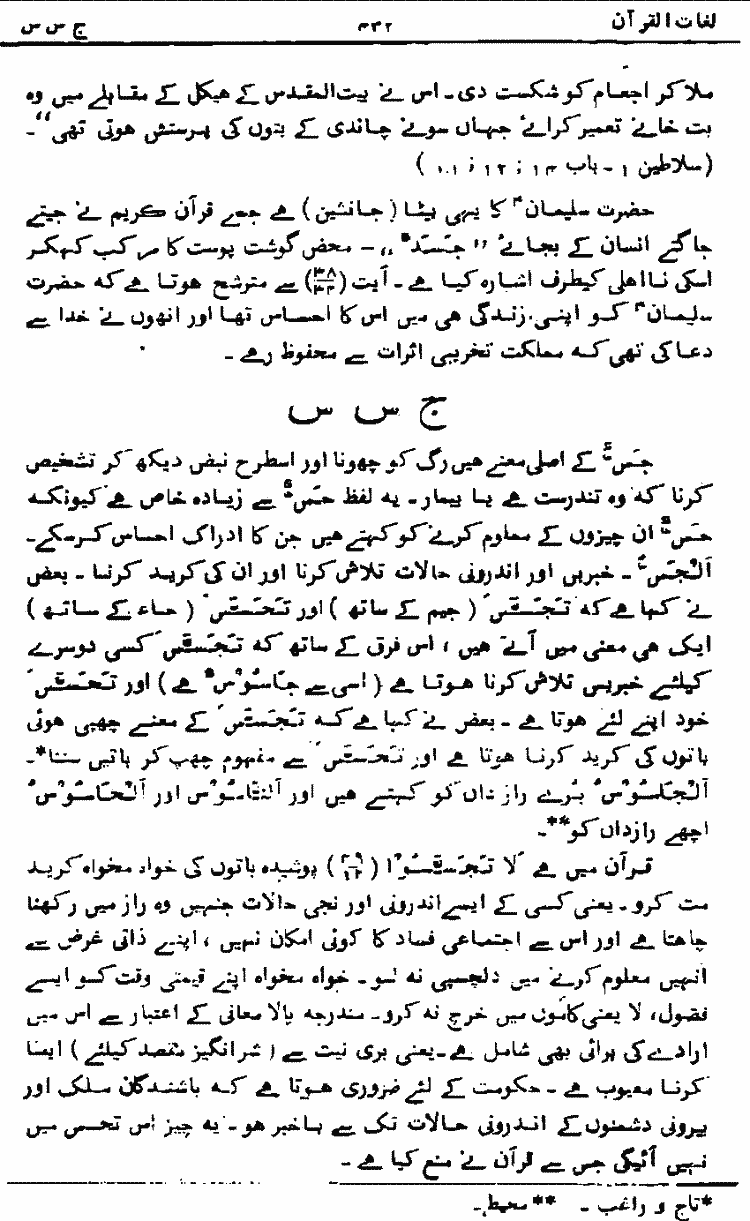 لغات القرآن ۴۳۲ ج س س
ملا کر اجعام کو شکست دی۔ اس نے بیت المقدس کے ہیکل کے مقابلے میں وہ
بت خانے تعمیر کرائے جہاں سونے چاندی کے بتوں کی پرستش ہوتی تھی‘‘۔
(سلاطین ۱۔ باب ۱۳ ; ۱۲ ; ۱۰۱)
حضرت سلیمانؑ کا یہی بیٹا (جانشین) ہے جسے قرآن کریم نے جیتے
جاگتے انسان کے بجائے ’’جَسَدٌ‘‘۔ محض گوشت پوست کا مرکب کہکر
اسکی نااہلی کیطرف اشارہ کیا ہے۔ آیت (۳۸/۳۴) سے مترشح ہوتا ہے کہ حضرت
سلیمانؑ کو اپنی زندگی ہی میں اس کا احساس تھا اور انھوں نے خدا سے
دعا کی تھی کہ مملکت تخریبی اثرات سے محفوظ رہے۔
ج س س
جَسٌّ کے اصلی معنے ہیں رگ کو چھونا اور اسطرح نبض دیکھ کر تشخیص
کرنا کہ وہ تندرست ہے یا بیمار۔ یہ لفظ حَسٌّ سے زیادہ خاص ہے کیونکہ
حَسٌّ ان چیزوں کے معلوم کرنے کو کہتے ہیں جن کا ادراک احساس کر سکے۔
اَلْجَسُّ۔ خبریں اور اندرونی حالات تلاش کرنا اور ان کی کرید کرنا۔ بعض
نے کہا ہے کہ تَجَسَّسَ (جیم کے ساتھ) اور تَحَسَّسَ (حاء کے ساتھ)
ایک ہی معنی میں آتے ہیں، اس فرق کے ساتھ کہ تَجَسَّسَ کسی دوسرے
کیلئے خبریں تلاش کرنا ہوتا ہے (اسی سے جَاسُوْسٌ ہے) اور تَحَسَّسَ
خود اپنے لئے ہوتا ہے۔ بعض نے کہا ہے کہ تَجَسَّسَ کے معنے چھپی ہوئی
باتوں کی کرید کرنا ہوتا ہے اور تَحَسَّسَ سے مفہوم چھپ کر باتیں سننا*۔
اَلْجَاسُوْسُ بُرے راز داں کو کہتے ہیں اور اَلنَّامُوْسُ اور اَلْحَاسُوْسُ
اچھے رازداں کو**۔
قرآن میں ہے لَا تَجَسَّسُوْا (۴۹/۱۲) پوشیدہ باتوں کی خواہ مخواہ کرید
مت کرو۔ یعنی کسی کے ایسے اندرونی اور نجی حالات جنہیں وہ راز میں رکھنا
چاہتا ہے اور اس سے اجتماعی فساد کا کوئی امکان نہیں، اپنے ذاتی غرض سے
انہیں معلوم کرنے میں دلچسپی نہ لو۔ خواہ مخواہ اپنے قیمتی وقت کو ایسے
فضول، لا یعنی کاموں میں خرچ نہ کرو۔ مندرجہ بالا معانی کے اعتبار سے اس میں
ارادے کی برائی بھی شامل ہے۔ یعنی بری نیت سے (شر انگیز مقصد کیلئے) ایسا
کرنا معیوب ہے۔ حکومت کے لئے ضروری ہوتا ہے کہ باشندگان ملک اور
بیرونی دشمنوں کے اندرونی حالات تک سے باخبر ہو۔ یہ چیز اس تجسس میں
نہیں آئیگی جس سے قرآن نے منع کیا ہے۔
*تاج و راغب۔ **محیط۔